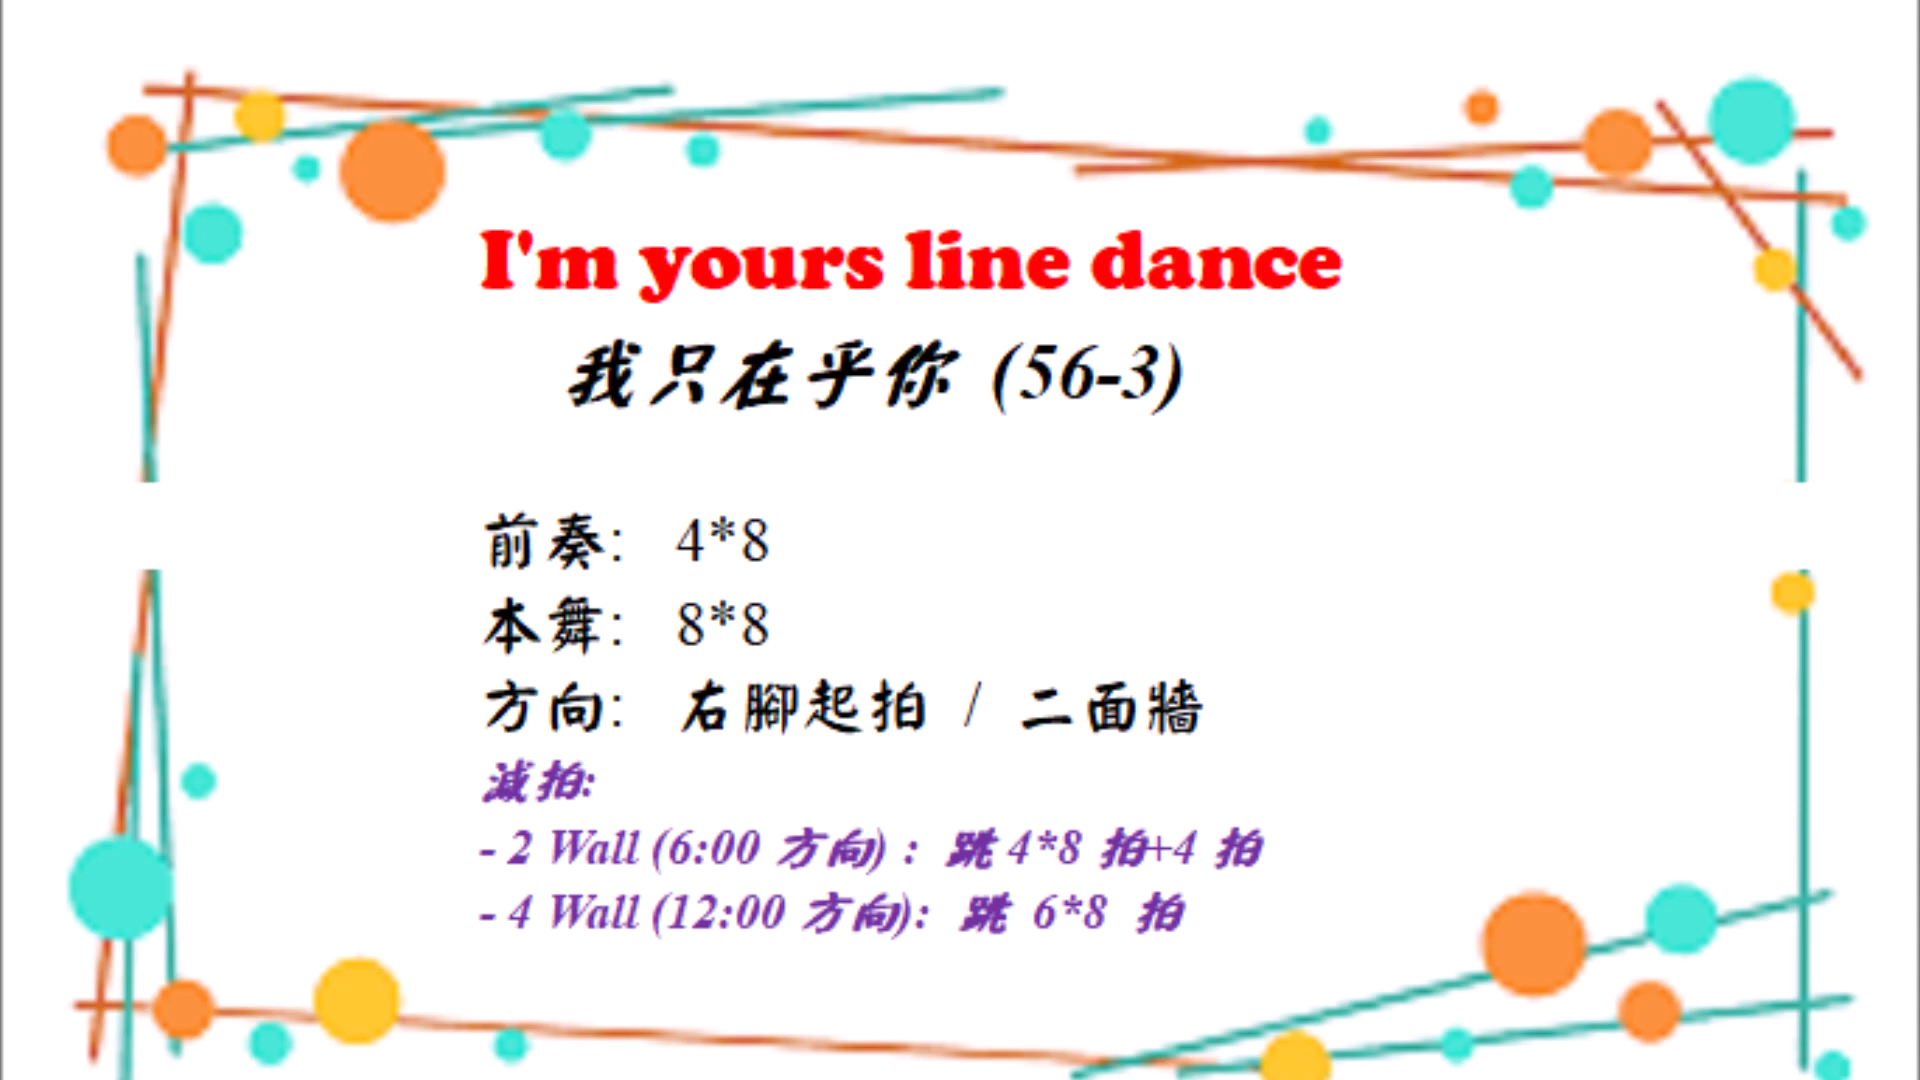 I'm yours line dance
我只在乎你 (56-3)
前奏: 4*8
本舞: 8*8
方向: 右腳起拍 / 二面牆
減拍:
- 2 Wall (6:00 方向) : 跳 4*8 拍+4 拍
- 4 Wall (12:00 方向): 跳 6*8 拍